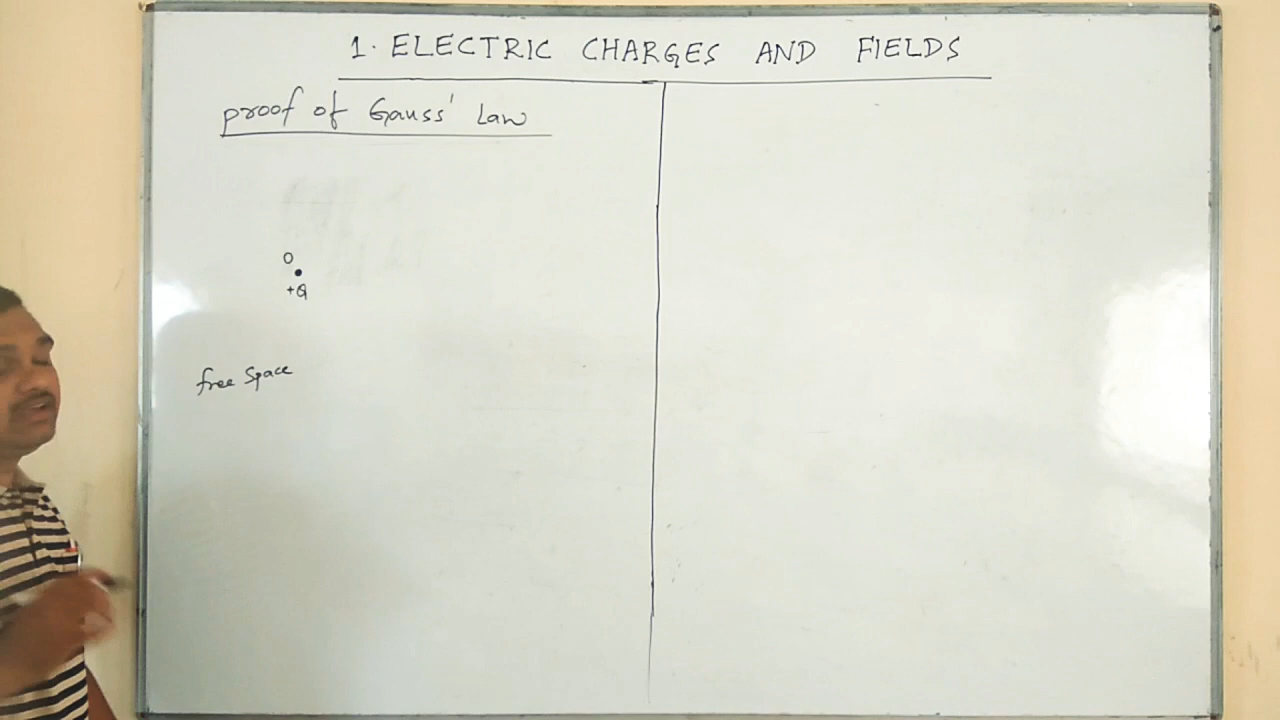 1. ELECTRIC CHARGES AND FIELDS
proof of Gauss' Law
O
+Q
free Space